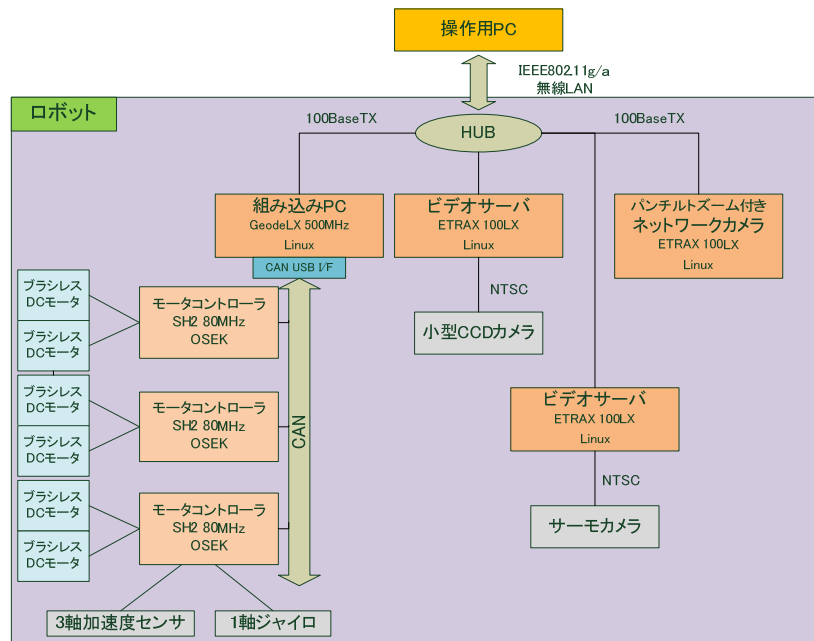 操作用PC
IEEE802.11g/a
無線LAN
ロボット
100BaseTX
HUB
100BaseTX
組み込みPC
GeodeLX 500MHz
Linux
CAN USB I/F
ビデオサーバ
ETRAX 100LX
Linux
パンチルトズーム付き
ネットワークカメラ
ETRAX 100LX
Linux
NTSC
小型CCDカメラ
ブラシレス
DCモータ
ブラシレス
DCモータ
モータコントローラ
SH2 80MHz
OSEK
ブラシレス
DCモータ
ブラシレス
DCモータ
モータコントローラ
SH2 80MHz
OSEK
CAN
ビデオサーバ
ETRAX 100LX
Linux
NTSC
サーモカメラ
ブラシレス
DCモータ
ブラシレス
DCモータ
モータコントローラ
SH2 80MHz
OSEK
3軸加速度センサ
1軸ジャイロ